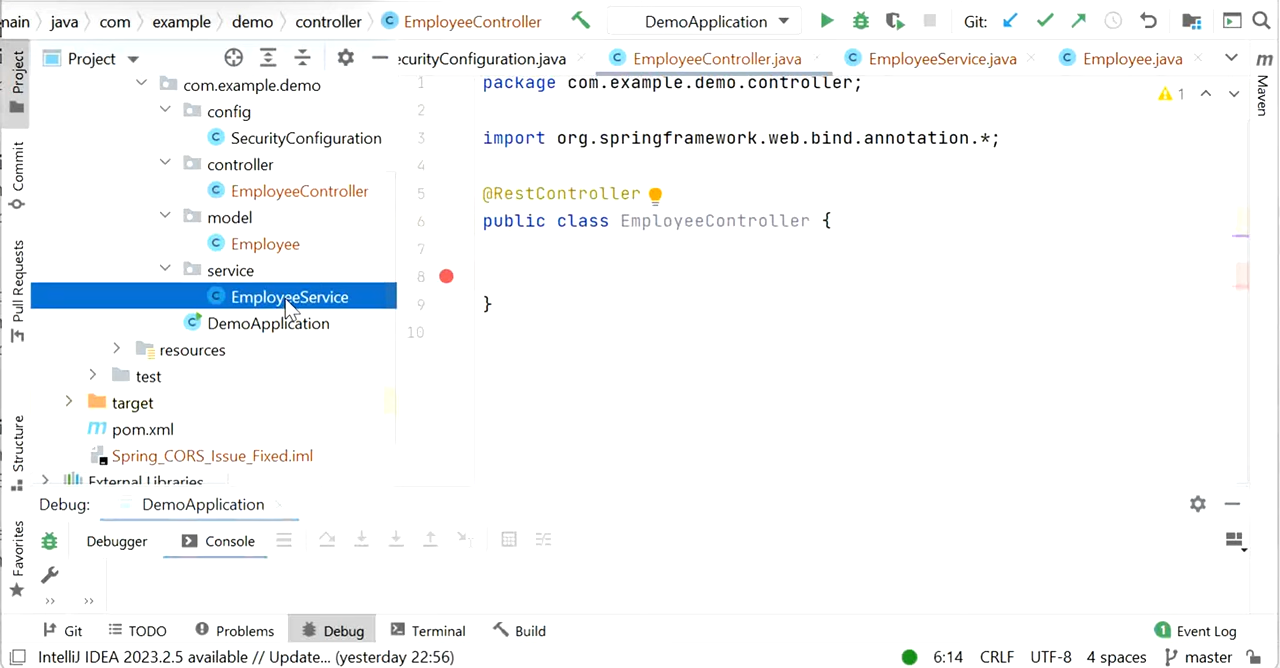 nain java com example demo controller C EmployeeController DemoApplication Git:
Project ecurityConfiguration.java C EmployeeController.java C EmployeeService.java C Employee.java m
Project
Commit
Pull Requests
Structure
Favorites
com.example.demo
config
C SecurityConfiguration
controller
C EmployeeController
model
C Employee
service
C EmployeeService
C DemoApplication
resources
test
target
m pom.xml
Spring_CORS_Issue_Fixed.iml
External Libraries
1 package com.example.demo.controller;
2
3 import org.springframework.web.bind.annotation.*;
4
5 @RestController
6 public class EmployeeController {
7
8
9 }
10
1
Maven
Debug: DemoApplication
Debugger Console
>> >>
Git TODO Problems Debug Terminal Build 1 Event Log
IntelliJ IDEA 2023.2.5 available // Update... (yesterday 22:56) 6:14 CRLF UTF-8 4 spaces master